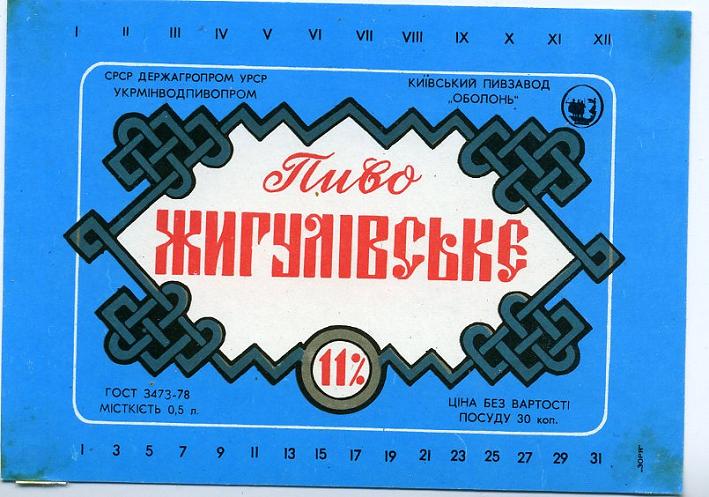 I II III IV V VI VII VIII IX X XI XII
СРСР ДЕРЖАГРОПРОМ УРСР
УКРМІНВОДПИВОПРОМ
КИЇВСЬКИЙ ПИВЗАВОД
„ОБОЛОНЬ“
Пиво
ЖИГУЛІВСЬКЕ
11%
ГОСТ 3473-78
МІСТКІСТЬ 0,5 л.
ЦІНА БЕЗ ВАРТОСТІ
ПОСУДУ 30 коп.
1 3 5 7 9 11 13 15 17 19 21 23 25 27 29 31
"ЗОРЯ"